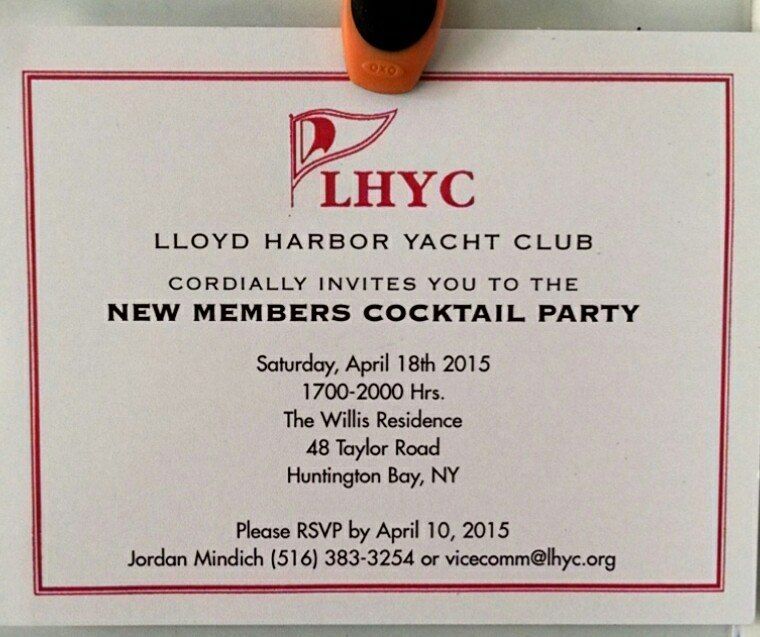 OXO
LHYC
LLOYD HARBOR YACHT CLUB
CORDIALLY INVITES YOU TO THE
NEW MEMBERS COCKTAIL PARTY
Saturday, April 18th 2015
1700-2000 Hrs.
The Willis Residence
48 Taylor Road
Huntington Bay, NY
Please RSVP by April 10, 2015
Jordan Mindich (516) 383-3254 or vicecomm@lhyc.org